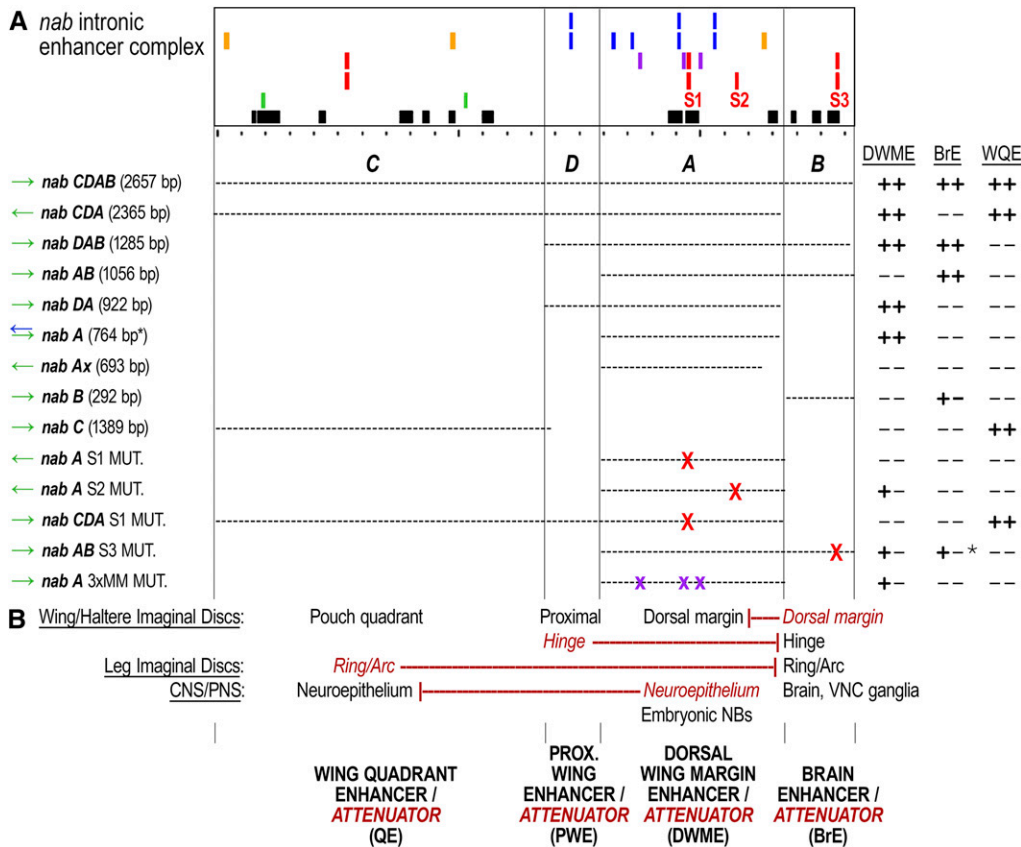 A nab intronic
enhancer complex
S1 S2 S3
C D A B DWME BrE WQE
→ nab CDAB (2657 bp) ++ ++ ++
← nab CDA (2365 bp) ++ −− ++
→ nab DAB (1285 bp) ++ ++ −−
→ nab AB (1056 bp) −− ++ −−
→ nab DA (922 bp) ++ −− −−
→ nab A (764 bp*) ++ −− −−
← nab Ax (693 bp) −− −− −−
→ nab B (292 bp) −− +− −−
→ nab C (1389 bp) −− −− ++
← nab A S1 MUT. X −− −− −−
← nab A S2 MUT. X +− −− −−
→ nab CDA S1 MUT. X −− −− ++
→ nab AB S3 MUT. X +− +− * −−
→ nab A 3xMM MUT. X X X +− −− −−
B Wing/Haltere Imaginal Discs: Pouch quadrant Proximal Dorsal margin Dorsal margin
Hinge Hinge
Leg Imaginal Discs: Ring/Arc Ring/Arc
CNS/PNS: Neuroepithelium Neuroepithelium Brain, VNC ganglia
Embryonic NBs
WING QUADRANT
ENHANCER /
ATTENUATOR
(QE)
PROX.
WING
ENHANCER /
ATTENUATOR
(PWE)
DORSAL
WING MARGIN
ENHANCER /
ATTENUATOR
(DWME)
BRAIN
ENHANCER /
ATTENUATOR
(BrE)